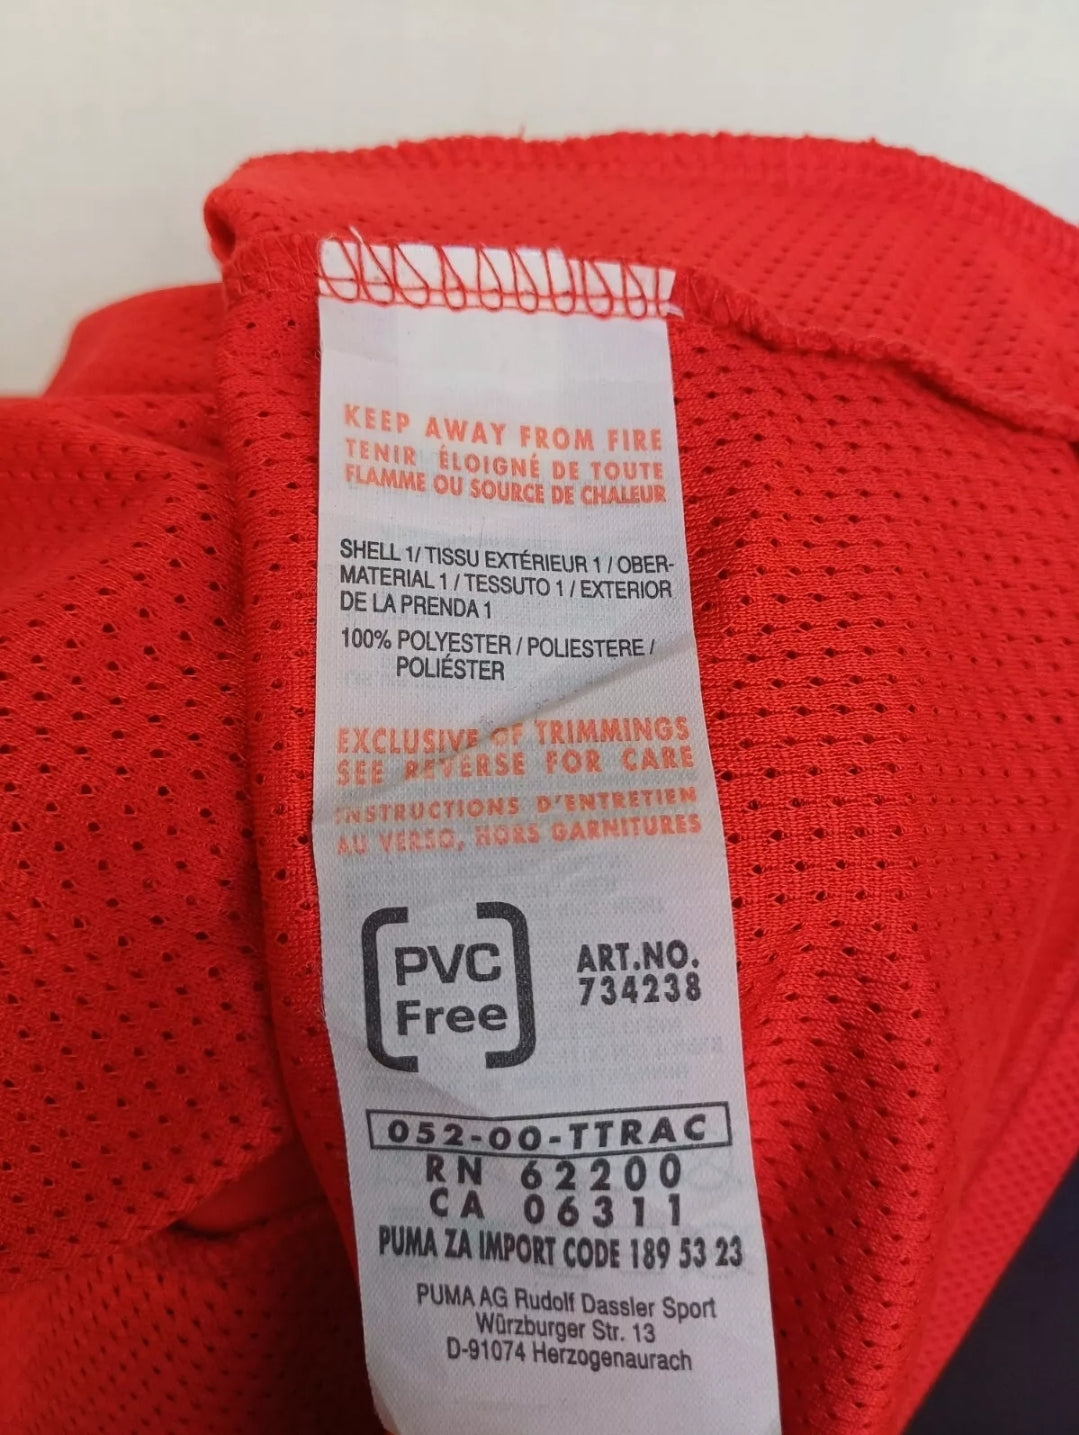 KEEP AWAY FROM FIRE
TENIR ÉLOIGNÉ DE TOUTE
FLAMME OU SOURCE DE CHALEUR
SHELL 1/ TISSU EXTÉRIEUR 1 / OBER-
MATERIAL 1 / TESSUTO 1 / EXTERIOR
DE LA PRENDA 1
100% POLYESTER / POLIESTERE /
POLIÉSTER
EXCLUSIVE OF TRIMMINGS
SEE REVERSE FOR CARE
INSTRUCTIONS D'ENTRETIEN
AU VERSO, HORS GARNITURES
PVC
Free
ART.NO.
734238
052-00-TTRAC
RN 62200
CA 06311
PUMA ZA IMPORT CODE 189 53 23
PUMA AG Rudolf Dassler Sport
Würzburger Str. 13
D-91074 Herzogenaurach